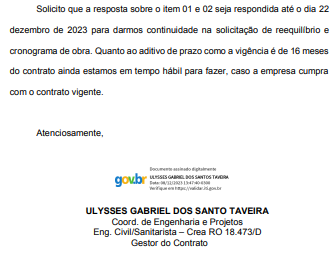 Solicito que a resposta sobre o item 01 e 02 seja respondida até o dia 22
dezembro de 2023 para darmos continuidade na solicitação de reequilíbrio e
cronograma de obra. Quanto ao aditivo de prazo como a vigência é de 16 meses
do contrato ainda estamos em tempo hábil para fazer, caso a empresa cumpra
com o contrato vigente.
Atenciosamente,
gov.br
Documento assinado digitalmente
ULYSSES GABRIEL DOS SANTOS TAVEIRA
Data: 08/12/2023 13:47:40-0300
Verifique em https://validar.iti.gov.br
ULYSSES GABRIEL DOS SANTO TAVEIRA
Coord. de Engenharia e Projetos
Eng. Civil/Sanitarista – Crea RO 18.473/D
Gestor do Contrato